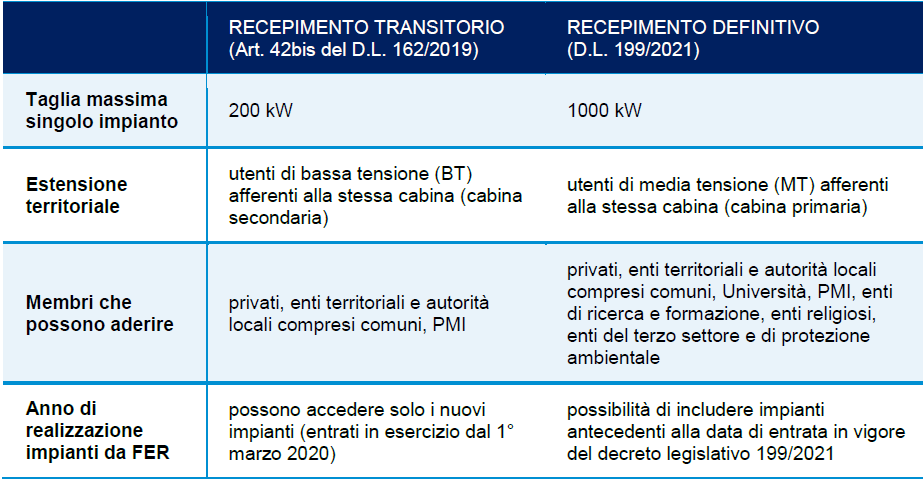 RECEPIMENTO TRANSITORIO
(Art. 42bis del D.L. 162/2019)
RECEPIMENTO DEFINITIVO
(D.L. 199/2021)
Taglia massima
singolo impianto
200 kW
1000 kW
Estensione
territoriale
utenti di bassa tensione (BT)
afferenti alla stessa cabina (cabina
secondaria)
utenti di media tensione (MT) afferenti
alla stessa cabina (cabina primaria)
Membri che
possono aderire
privati, enti territoriali e autorità
locali compresi comuni, PMI
privati, enti territoriali e autorità locali
compresi comuni, Università, PMI, enti
di ricerca e formazione, enti religiosi,
enti del terzo settore e di protezione
ambientale
Anno di
realizzazione
impianti da FER
possono accedere solo i nuovi
impianti (entrati in esercizio dal 1°
marzo 2020)
possibilità di includere impianti
antecedenti alla data di entrata in vigore
del decreto legislativo 199/2021